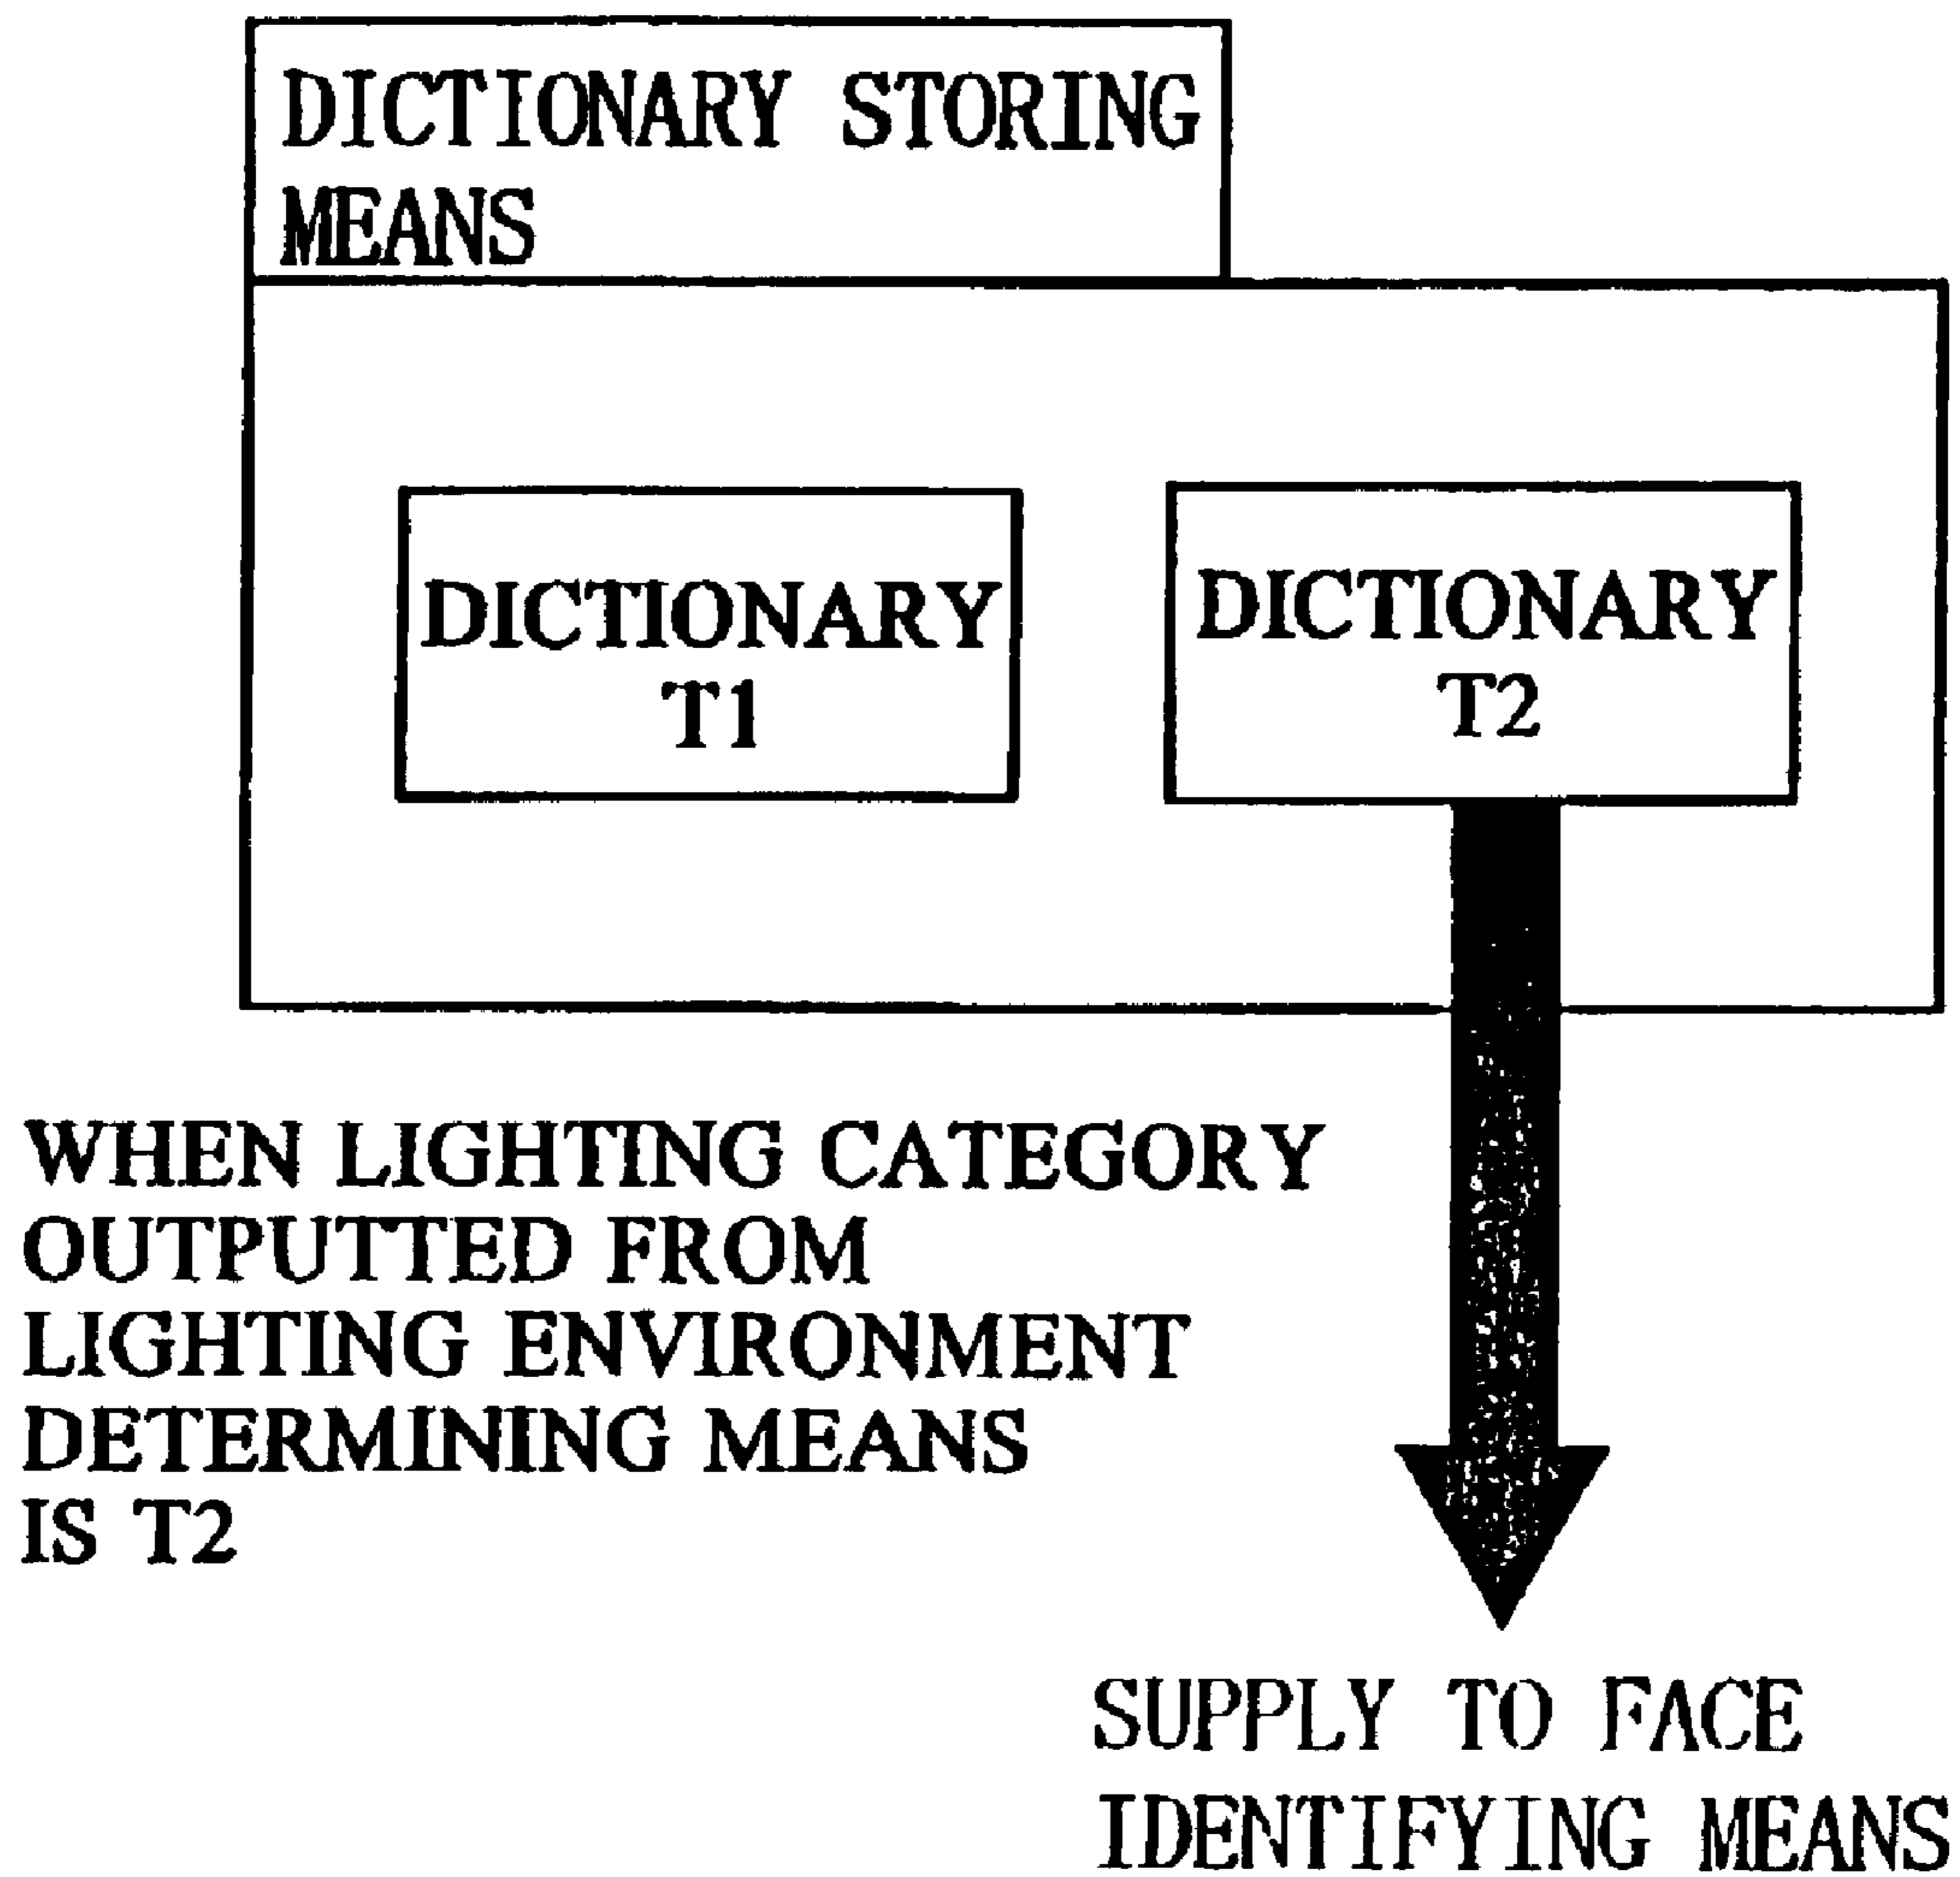 DICTIONARY STORING
MEANS
DICTIONARY
T1
DICTIONARY
T2
WHEN LIGHTING CATEGORY
OUTPUTTED FROM
LIGHTING ENVIRONMENT
DETERMINING MEANS
IS T2
SUPPLY TO FACE
IDENTIFYING MEANS